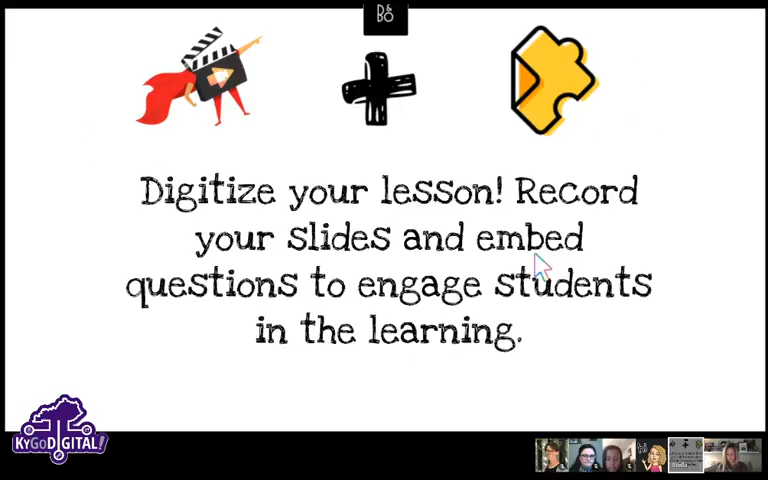 B&O
Digitize your lesson! Record
your slides and embed
questions to engage students
in the learning.
KYGODIGITAL!